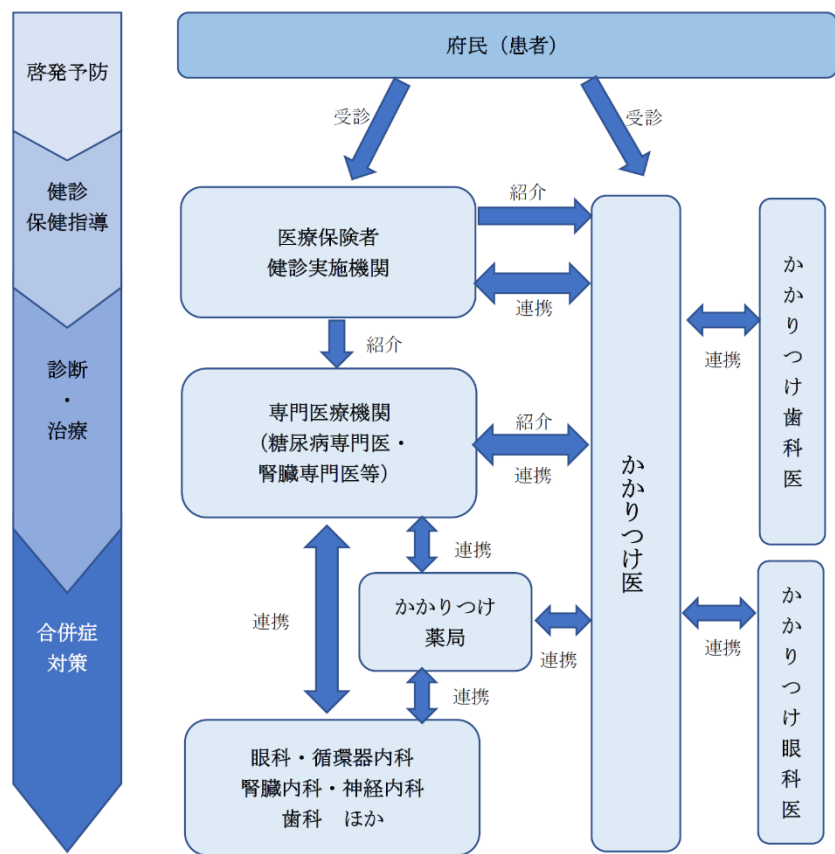 啓発予防
健診
保健指導
診断
・
治療
合併症
対策
府民（患者）
受診
受診
医療保険者
健診実施機関
紹介
連携
紹介
専門医療機関
（糖尿病専門医・
腎臓専門医等）
紹介
連携
連携
連携
かかりつけ
薬局
連携
連携
眼科・循環器内科
腎臓内科・神経内科
歯科　ほか
かかりつけ医
連携
かかりつけ歯科医
連携
かかりつけ眼科医